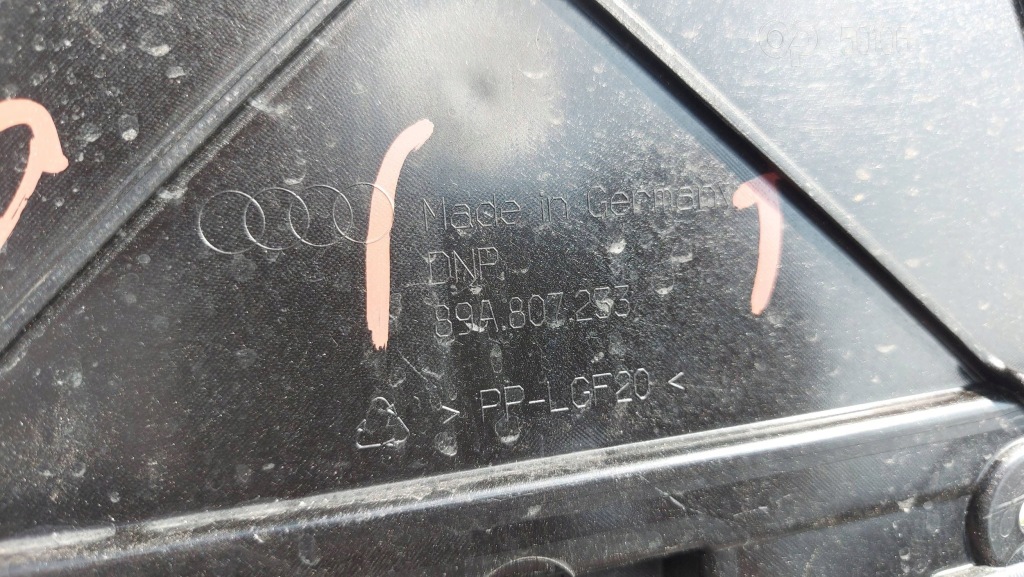 Made in Germany
DNP
89A.807.233
> PP-LGF20 <